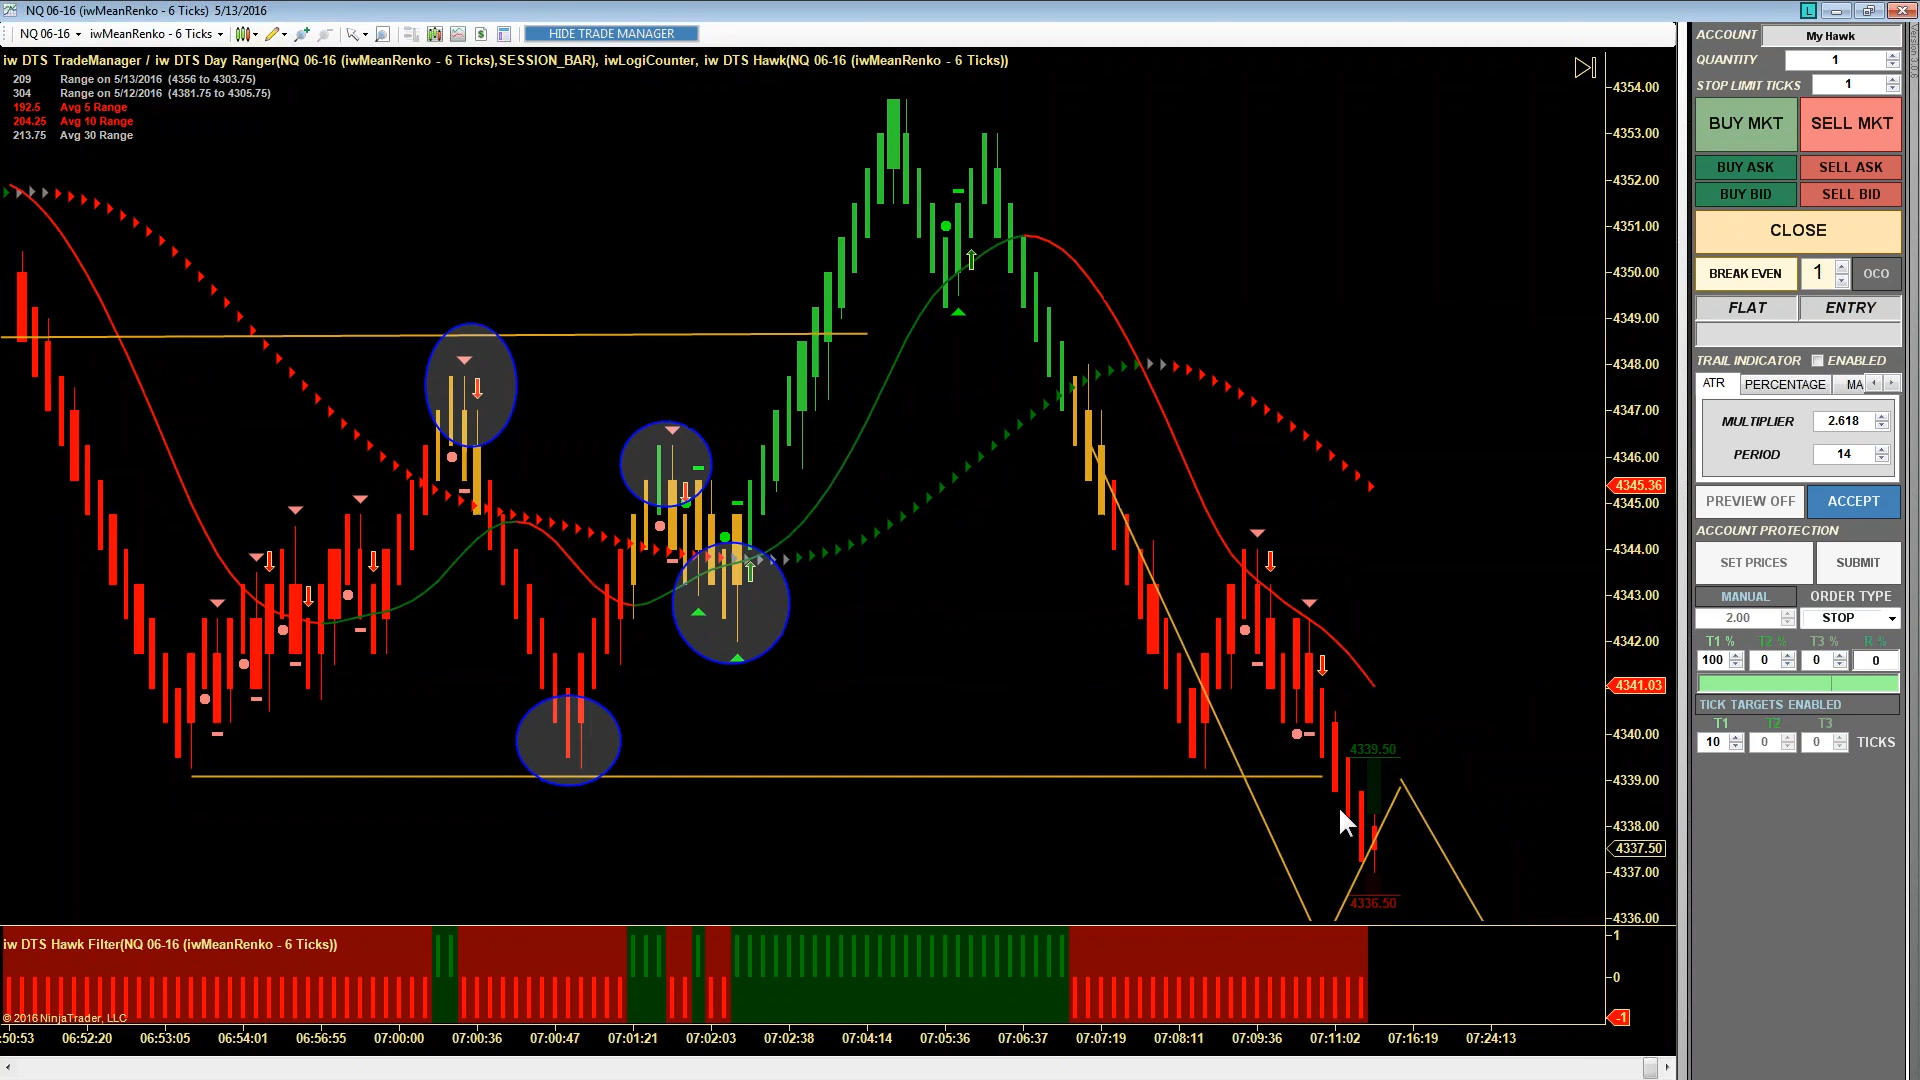 NQ 06-16 (iwMeanRenko - 6 Ticks)  5/13/2016
L
NQ 06-16
iwMeanRenko - 6 Ticks
HIDE TRADE MANAGER
iw DTS TradeManager / iw DTS Day Ranger(NQ 06-16 (iwMeanRenko - 6 Ticks),SESSION_BAR), iwLogiCounter, iw DTS Hawk(NQ 06-16 (iwMeanRenko - 6 Ticks))
209 Range on 5/13/2016 (4356 to 4303.75)
304 Range on 5/12/2016 (4381.75 to 4305.75)
192.5 Avg 5 Range
204.25 Avg 10 Range
213.75 Avg 30 Range
4354.00
4353.00
4352.00
4351.00
4350.00
4349.00
4348.00
4347.00
4346.00
4345.36
4345.00
4344.00
4343.00
4342.00
4341.03
4340.00
4339.00
4338.00
4337.50
4337.00
4336.00
4339.50
4336.50
iw DTS Hawk Filter(NQ 06-16 (iwMeanRenko - 6 Ticks))
1
0
-1
© 2016 NinjaTrader, LLC
:50:53 06:52:20 06:53:05 06:54:01 06:56:55 07:00:00 07:00:36 07:00:47 07:01:21 07:02:03 07:02:38 07:04:14 07:05:36 07:06:37 07:07:19 07:08:11 07:09:36 07:11:02 07:16:19 07:24:13
ACCOUNT My Hawk
QUANTITY 1
STOP LIMIT TICKS 1
BUY MKT SELL MKT
BUY ASK SELL ASK
BUY BID SELL BID
CLOSE
BREAK EVEN 1 OCO
FLAT ENTRY
TRAIL INDICATOR ENABLED
ATR PERCENTAGE MA
MULTIPLIER 2.618
PERIOD 14
PREVIEW OFF ACCEPT
ACCOUNT PROTECTION
SET PRICES SUBMIT
MANUAL ORDER TYPE
2.00 STOP
T1 % T2 % T3 % R %
100 0 0 0
TICK TARGETS ENABLED
T1 T2 T3
10 0 0 TICKS